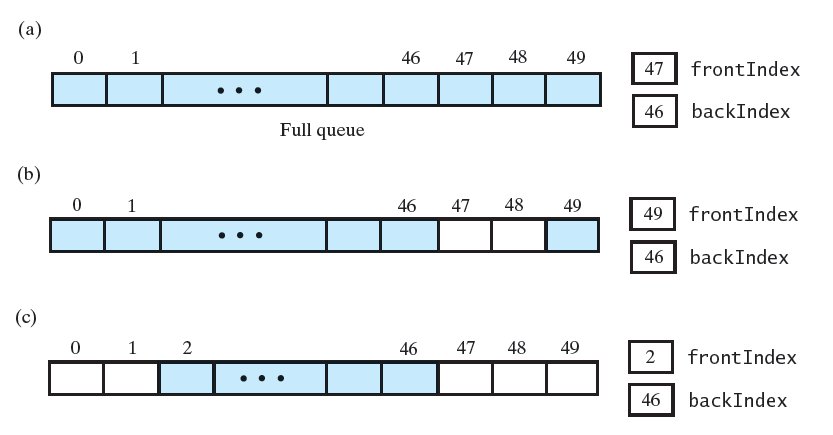 (a)
0 1 46 47 48 49
47 frontIndex
• • •
46 backIndex
Full queue
(b)
0 1 46 47 48 49
49 frontIndex
• • •
46 backIndex
(c)
0 1 2 46 47 48 49
2 frontIndex
• • •
46 backIndex